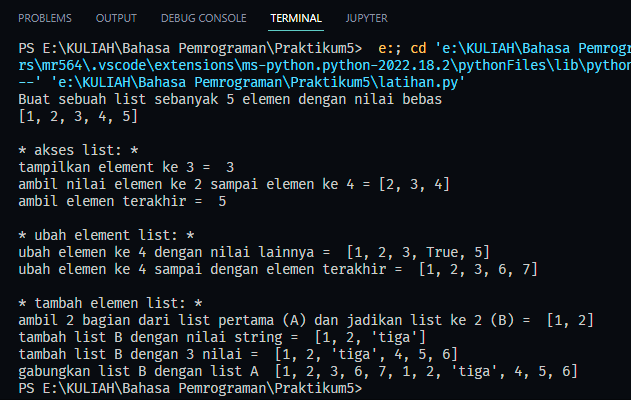 PROBLEMS OUTPUT DEBUG CONSOLE TERMINAL JUPYTER
PS E:\KULIAH\Bahasa Pemrograman\Praktikum5>  e:; cd 'e:\KULIAH\Bahasa Pemrog
rs\mr564\.vscode\extensions\ms-python.python-2022.18.2\pythonFiles\lib\python
--' 'e:\KULIAH\Bahasa Pemrograman\Praktikum5\latihan.py'
Buat sebuah list sebanyak 5 elemen dengan nilai bebas
[1, 2, 3, 4, 5]
* akses list: *
tampilkan element ke 3 =  3
ambil nilai elemen ke 2 sampai elemen ke 4 = [2, 3, 4]
ambil elemen terakhir =  5
* ubah element list: *
ubah elemen ke 4 dengan nilai lainnya =  [1, 2, 3, True, 5]
ubah elemen ke 4 sampai dengan elemen terakhir =  [1, 2, 3, 6, 7]
* tambah elemen list: *
ambil 2 bagian dari list pertama (A) dan jadikan list ke 2 (B) =  [1, 2]
tambah list B dengan nilai string =  [1, 2, 'tiga']
tambah list B dengan 3 nilai =  [1, 2, 'tiga', 4, 5, 6]
gabungkan list B dengan list A  [1, 2, 3, 6, 7, 1, 2, 'tiga', 4, 5, 6]
PS E:\KULIAH\Bahasa Pemrograman\Praktikum5>